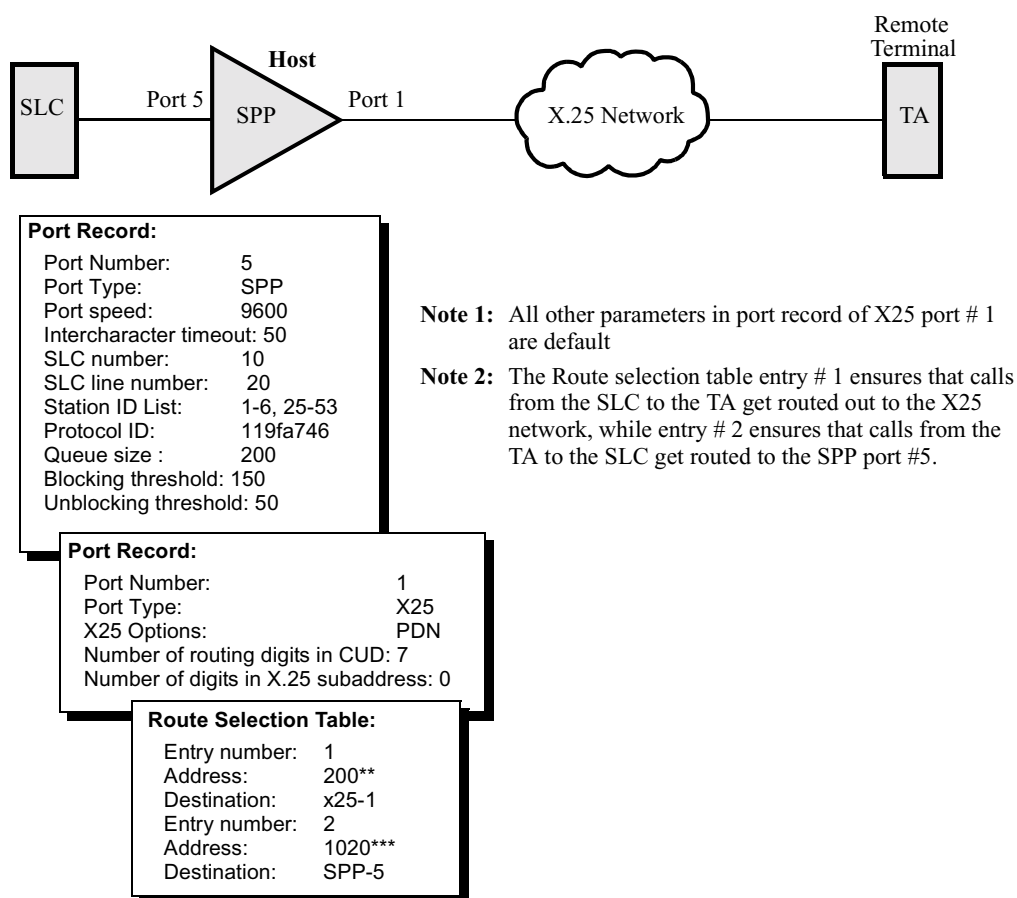 Remote
Terminal
Host
SLC
Port 5
SPP
Port 1
X.25 Network
TA
Port Record:
Port Number: 5
Port Type: SPP
Port speed: 9600
Intercharacter timeout: 50
SLC number: 10
SLC line number: 20
Station ID List: 1-6, 25-53
Protocol ID: 119fa746
Queue size : 200
Blocking threshold: 150
Unblocking threshold: 50
Note 1: All other parameters in port record of X25 port # 1
are default
Note 2: The Route selection table entry # 1 ensures that calls
from the SLC to the TA get routed out to the X25
network, while entry # 2 ensures that calls from the
TA to the SLC get routed to the SPP port #5.
Port Record:
Port Number: 1
Port Type: X25
X25 Options: PDN
Number of routing digits in CUD: 7
Number of digits in X.25 subaddress: 0
Route Selection Table:
Entry number: 1
Address: 200**
Destination: x25-1
Entry number: 2
Address: 1020***
Destination: SPP-5